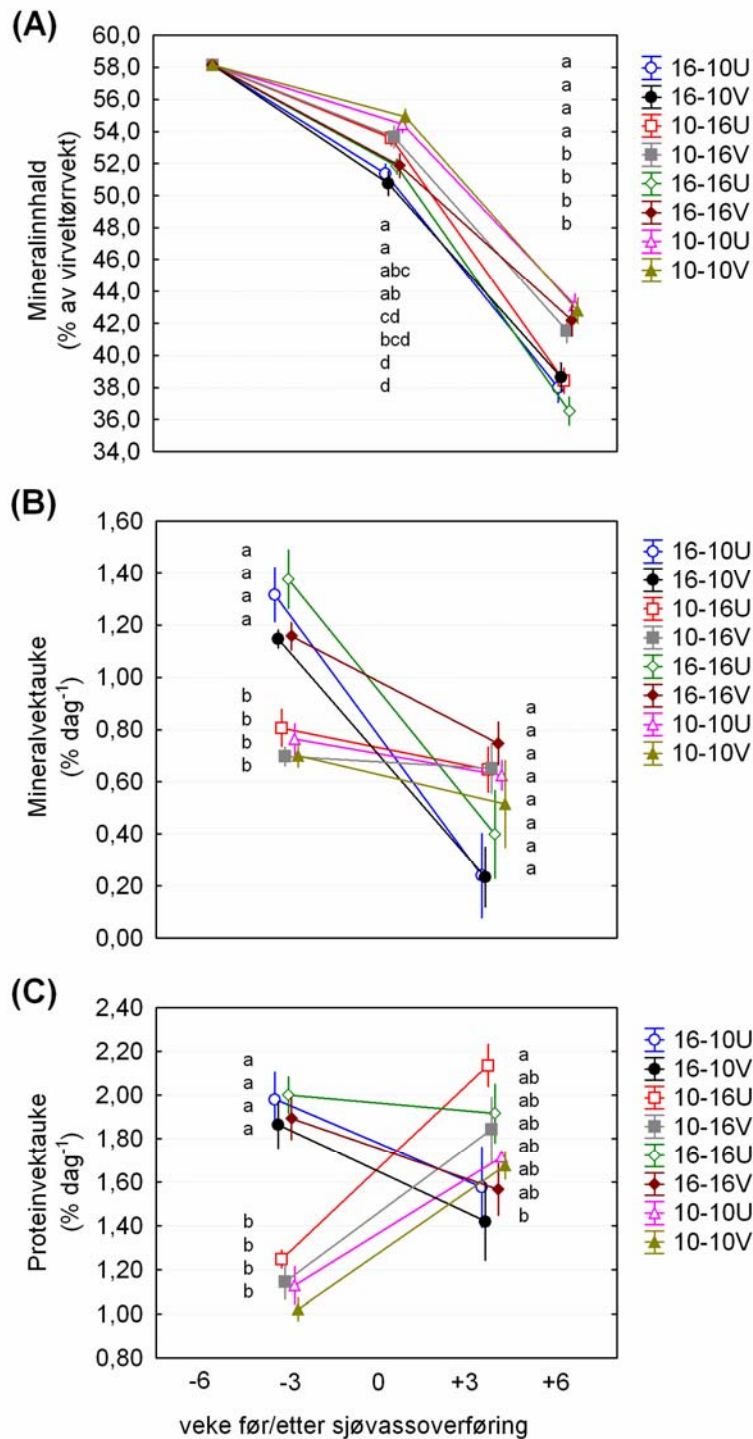 (A)
60,0
58,0
56,0
54,0
52,0
50,0
48,0
46,0
44,0
42,0
40,0
38,0
36,0
34,0
Mineralinnhald
(% av virveltørrvekt)
a
a
a
a
b
b
b
b
a
a
abc
ab
cd
bcd
d
d
16-10U
16-10V
10-16U
10-16V
16-16U
16-16V
10-10U
10-10V
(B)
1,60
1,40
1,20
1,00
0,80
0,60
0,40
0,20
0,00
Mineralvektauke
(% dag-1)
a
a
a
a
b
b
b
b
a
a
a
a
a
a
a
a
16-10U
16-10V
10-16U
10-16V
16-16U
16-16V
10-10U
10-10V
(C)
2,40
2,20
2,00
1,80
1,60
1,40
1,20
1,00
0,80
Proteinvektauke
(% dag-1)
a
a
a
a
b
b
b
b
a
ab
ab
ab
ab
ab
ab
b
16-10U
16-10V
10-16U
10-16V
16-16U
16-16V
10-10U
10-10V
-6 -3 0 +3 +6
veke før/etter sjøvassoverføring